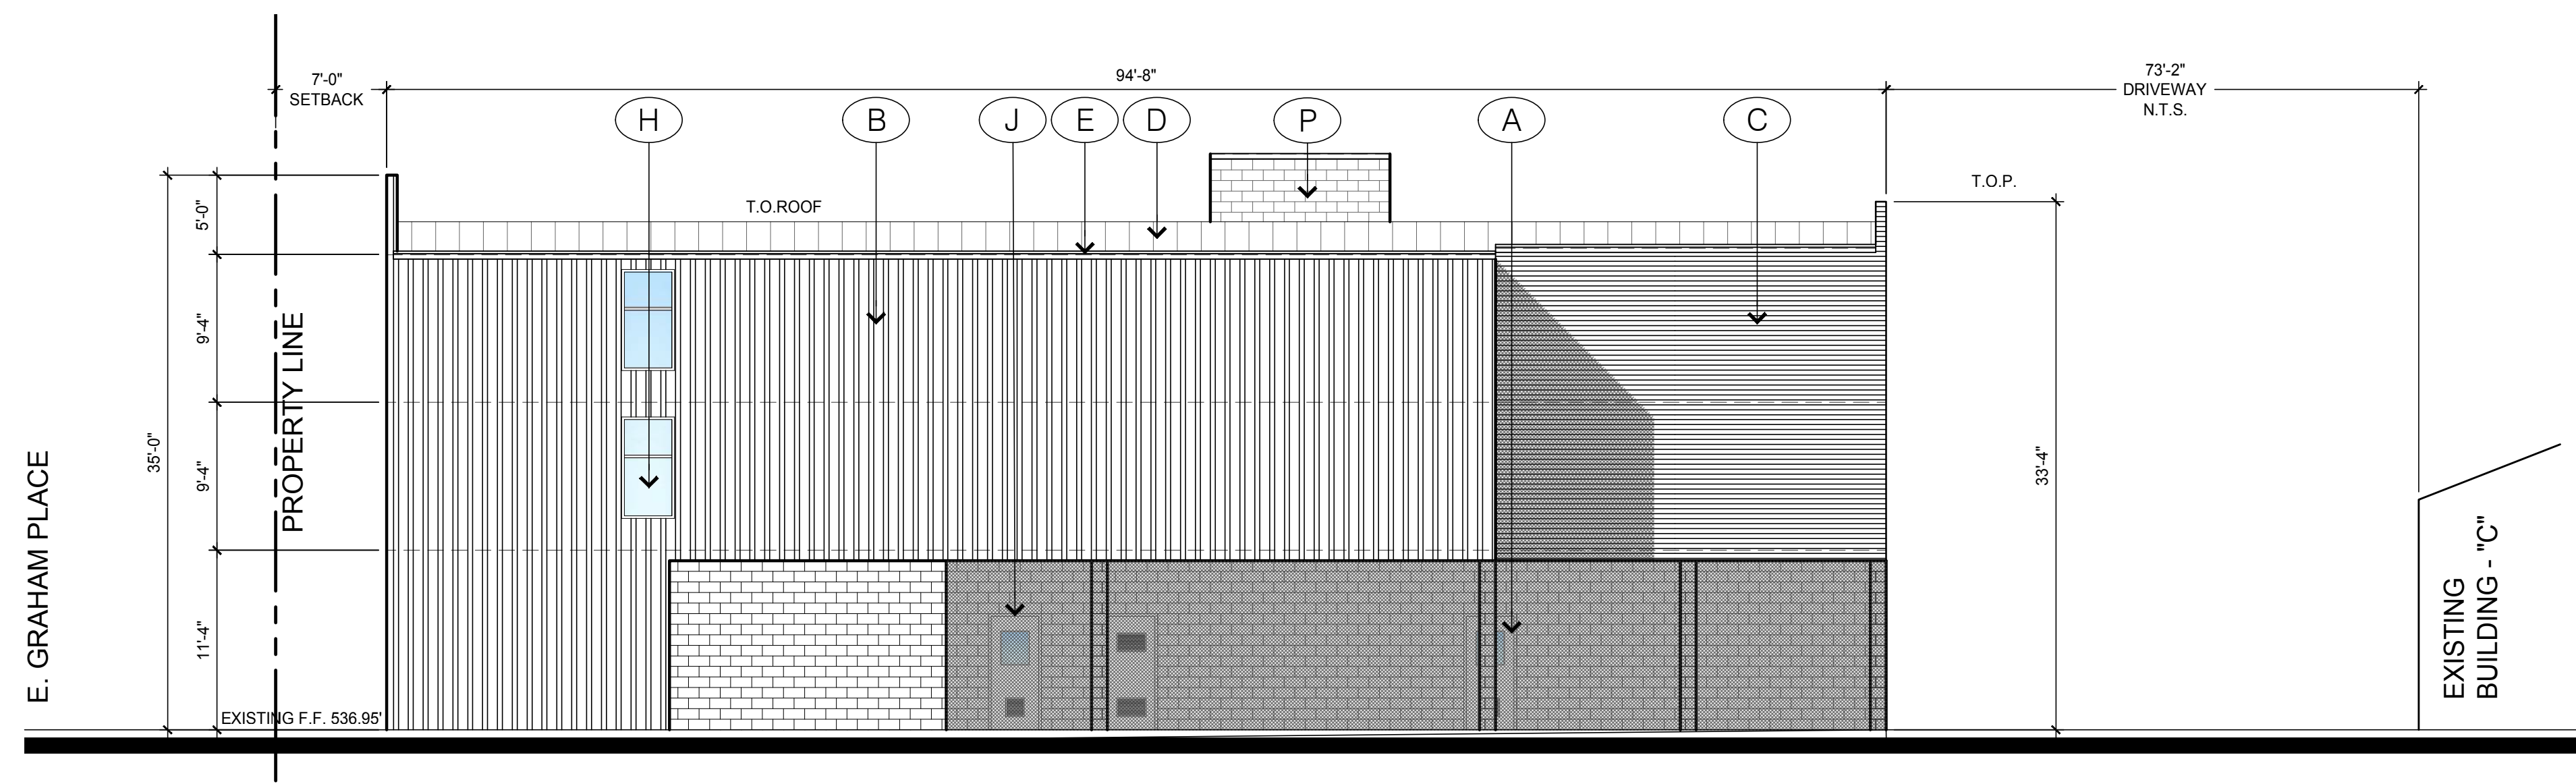 7'-0"
SETBACK
94'-8"
73'-2"
DRIVEWAY
N.T.S.
H
B
J
E
D
P
A
C
T.O.ROOF
T.O.P.
5'-0"
9'-4"
9'-4"
11'-4"
35'-0"
33'-4"
E. GRAHAM PLACE
PROPERTY LINE
EXISTING F.F. 536.95'
EXISTING
BUILDING - "C"